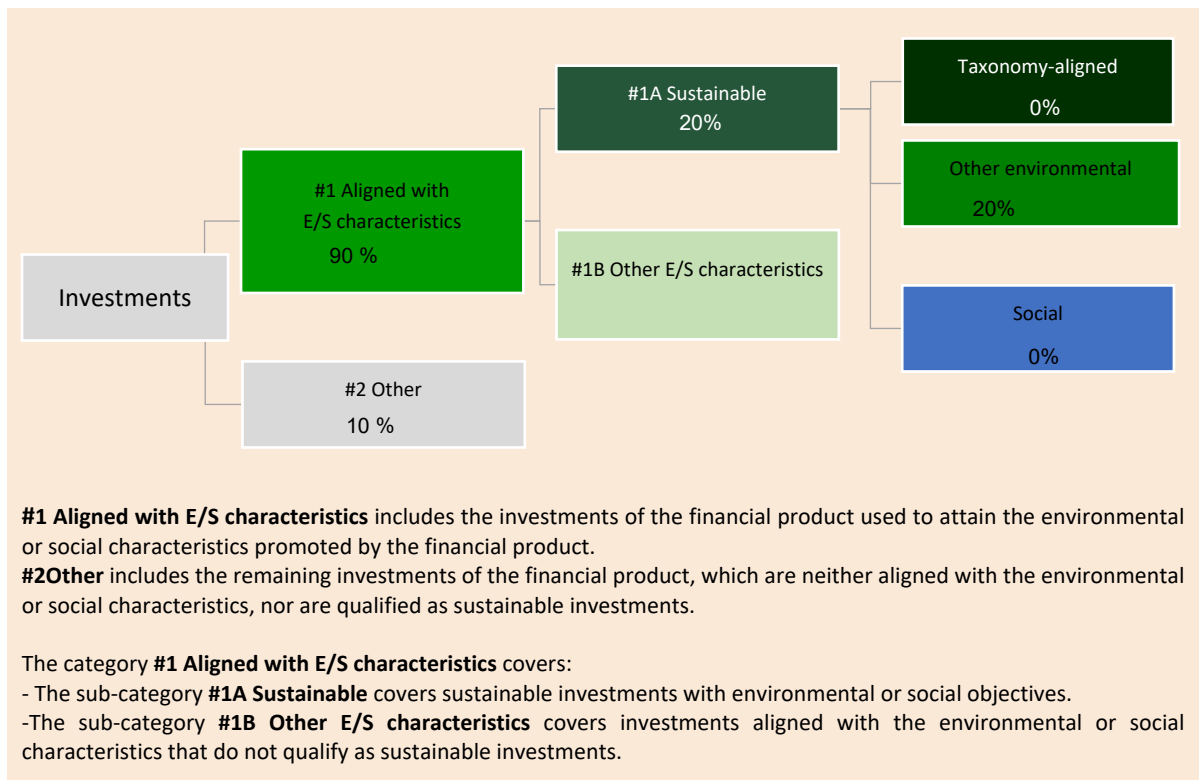 Taxonomy-aligned
0%
#1A Sustainable
20%
Other environmental
20%
#1 Aligned with
E/S characteristics
90 %
#1B Other E/S characteristics
Investments
Social
0%
#2 Other
10 %
#1 Aligned with E/S characteristics includes the investments of the financial product used to attain the environmental
or social characteristics promoted by the financial product.
#2Other includes the remaining investments of the financial product, which are neither aligned with the environmental
or social characteristics, nor are qualified as sustainable investments.
The category #1 Aligned with E/S characteristics covers:
- The sub-category #1A Sustainable covers sustainable investments with environmental or social objectives.
-The sub-category #1B Other E/S characteristics covers investments aligned with the environmental or social
characteristics that do not qualify as sustainable investments.